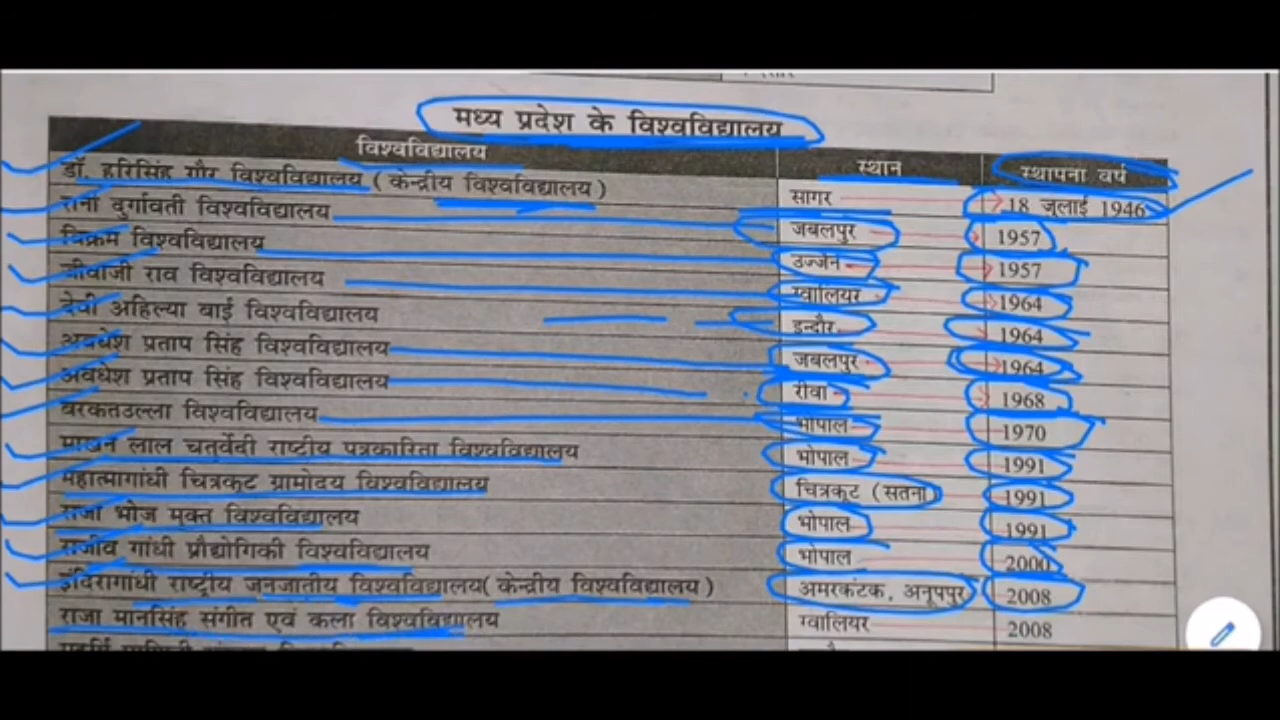 मध्य प्रदेश के विश्वविद्यालय
विश्वविद्यालय स्थान स्थापना वर्ष
डॉ. हरिसिंह गौर विश्वविद्यालय (केन्द्रीय विश्वविद्यालय) सागर 18 जुलाई 1946
रानी दुर्गावती विश्वविद्यालय जबलपुर 1957
विक्रम विश्वविद्यालय उज्जैन 1957
जीवाजी राव विश्वविद्यालय ग्वालियर 1964
देवी अहिल्या बाई विश्वविद्यालय इन्दौर 1964
अवधेश प्रताप सिंह विश्वविद्यालय जबलपुर 1964
अवधेश प्रताप सिंह विश्वविद्यालय रीवा 1968
बरकतउल्ला विश्वविद्यालय भोपाल 1970
माखन लाल चतुर्वेदी राष्टीय पत्रकारिता विश्वविद्यालय भोपाल 1991
महात्मागांधी चित्रकूट ग्रामोदय विश्वविद्यालय चित्रकूट (सतना) 1991
राजा भोज मुक्त विश्वविद्यालय भोपाल 1991
राजीव गांधी प्रौद्योगिकी विश्वविद्यालय भोपाल 2000
इंदिरागांधी राष्ट्रीय जनजातीय विश्वविद्यालय(केन्द्रीय विश्वविद्यालय) अमरकंटक, अनूपपुर 2008
राजा मानसिंह संगीत एवं कला विश्वविद्यालय ग्वालियर 2008